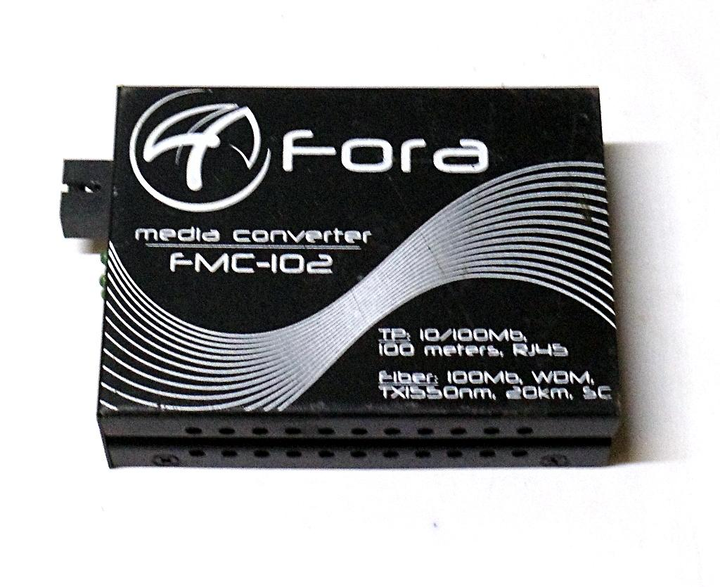 Fora
media converter
FMC-102
TP: 10/100Mb,
100 meters, RJ45
Fiber: 100Mb, WDM,
TX1550nm, 20km, SC